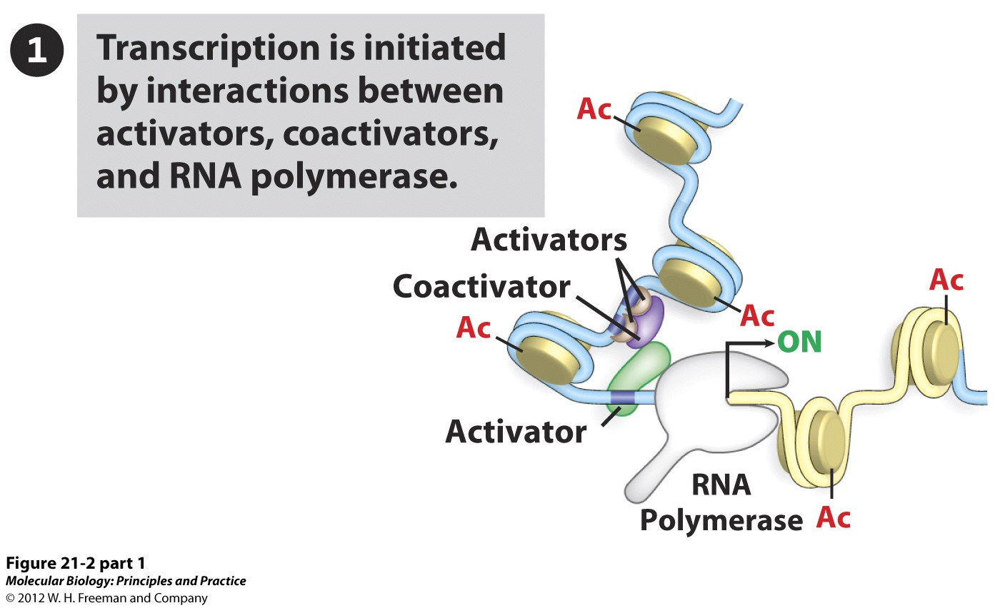 1
Transcription is initiated
by interactions between
activators, coactivators,
and RNA polymerase.
Ac
Activators
Coactivator
Ac
Ac
Ac
ON
Activator
RNA
Polymerase
Ac
Figure 21-2 part 1
Molecular Biology: Principles and Practice
© 2012 W. H. Freeman and Company